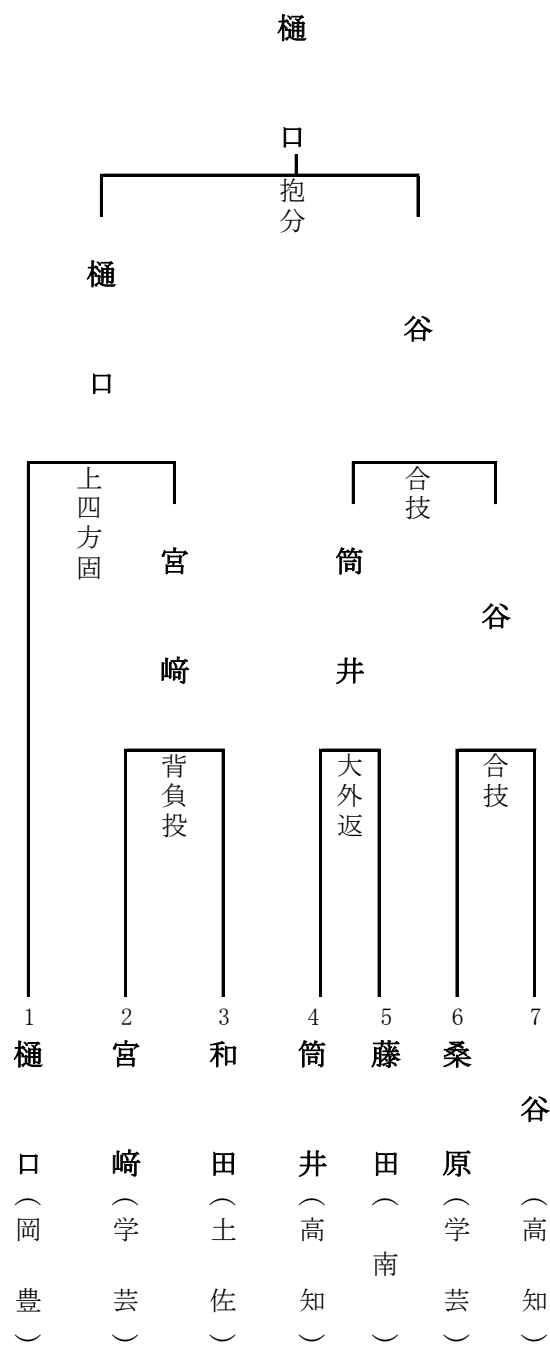 樋口
抱分
樋口
谷
上四方固
合技
宮﨑
筒井
谷
背負投
大外返
合技
1
2
3
4
5
6
7
樋口(岡豊)
宮﨑(学芸)
和田(土佐)
筒井(高知)
藤田(南)
桑原(学芸)
谷(高知)